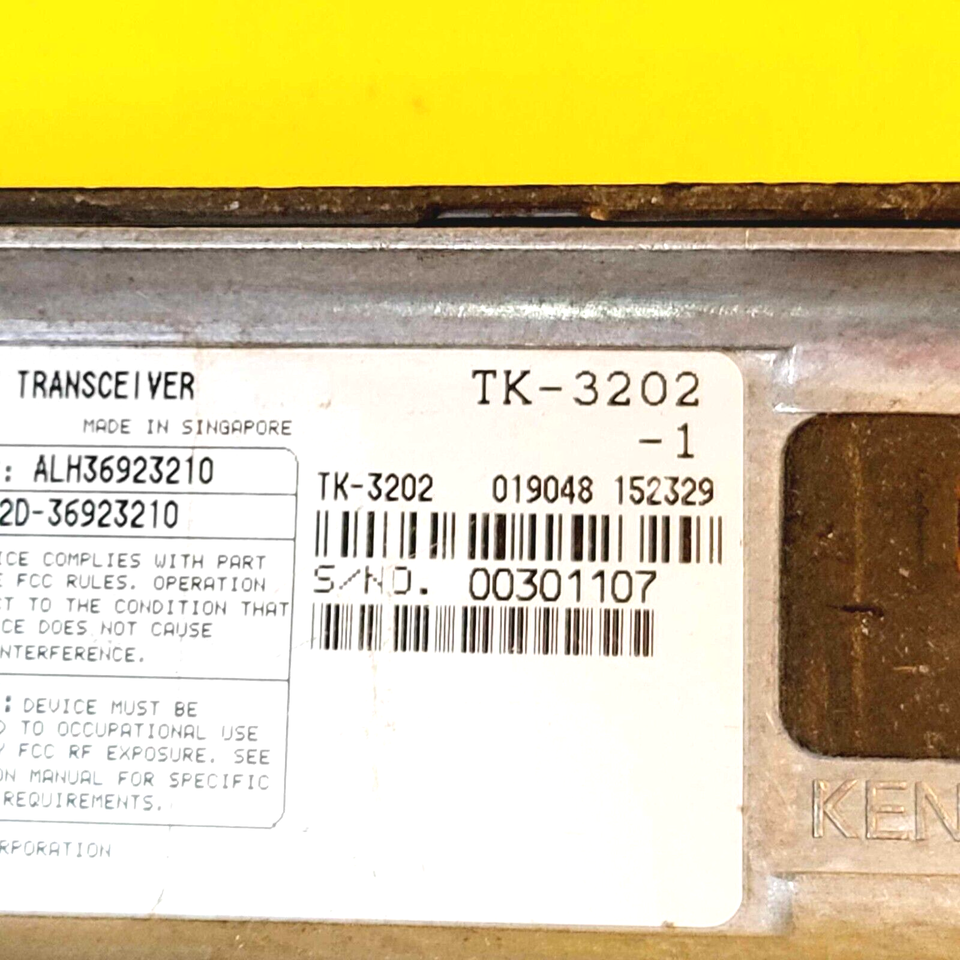 TRANSCEIVER
MADE IN SINGAPORE
: ALH36923210
2D-36923210
ICE COMPLIES WITH PART
E FCC RULES. OPERATION
CT TO THE CONDITION THAT
ICE DOES NOT CAUSE
NTERFERENCE.
: DEVICE MUST BE
D TO OCCUPATIONAL USE
Y FCC RF EXPOSURE. SEE
ON MANUAL FOR SPECIFIC
REQUIREMENTS.
RPORATION
TK-3202
-1
TK-3202 019048 152329
S/NO. 00301107
KEN